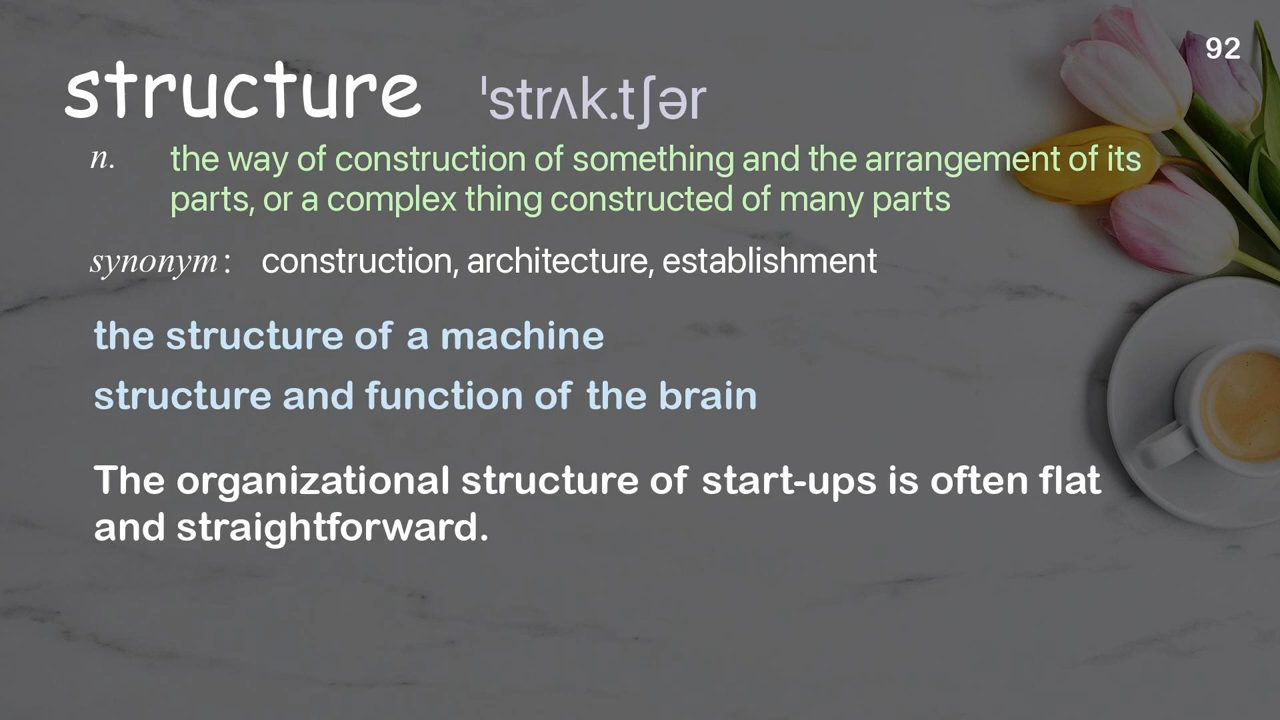 92
structure ˈstrʌk.tʃər
n. the way of construction of something and the arrangement of its
parts, or a complex thing constructed of many parts
synonym: construction, architecture, establishment
the structure of a machine
structure and function of the brain
The organizational structure of start-ups is often flat
and straightforward.